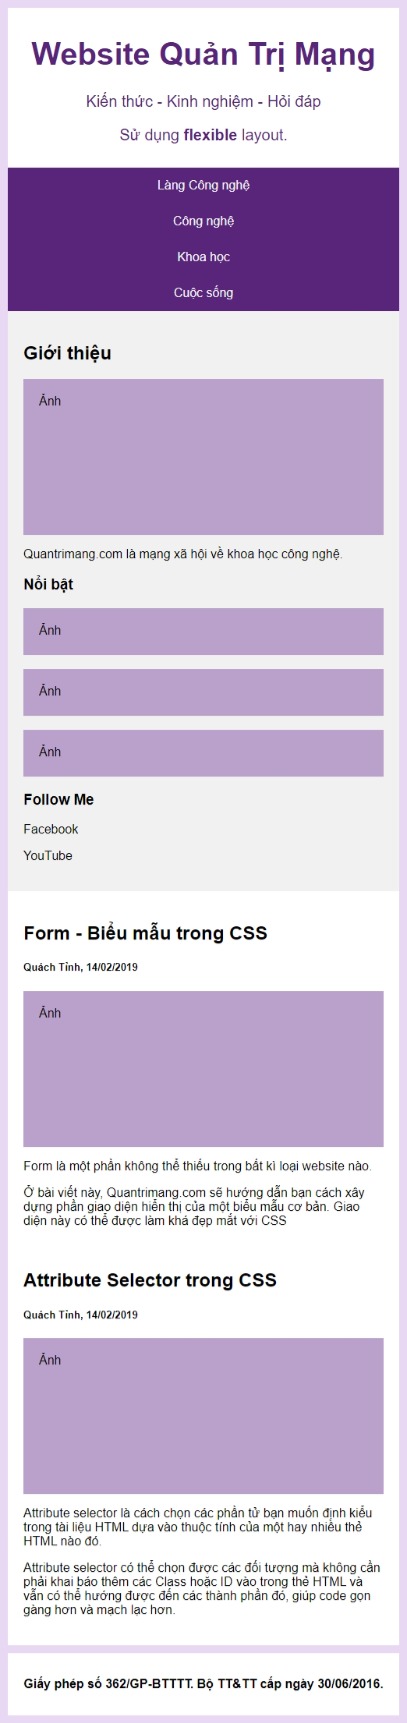 Website Quản Trị Mạng
Kiến thức - Kinh nghiệm - Hỏi đáp
Sử dụng flexible layout.
Làng Công nghệ
Công nghệ
Khoa học
Cuộc sống
Giới thiệu
Ảnh
Quantrimang.com là mạng xã hội về khoa học công nghệ.
Nổi bật
Ảnh
Ảnh
Ảnh
Follow Me
Facebook
YouTube
Form - Biểu mẫu trong CSS
Quách Tỉnh, 14/02/2019
Ảnh
Form là một phần không thể thiếu trong bất kì loại website nào.
Ở bài viết này, Quantrimang.com sẽ hướng dẫn bạn cách xây
dựng phần giao diện hiển thị của một biểu mẫu cơ bản. Giao
diện này có thể được làm khá đẹp mắt với CSS
Attribute Selector trong CSS
Quách Tỉnh, 14/02/2019
Ảnh
Attribute selector là cách chọn các phần tử bạn muốn định kiểu
trong tài liệu HTML dựa vào thuộc tính của một hay nhiều thẻ
HTML nào đó.
Attribute selector có thể chọn được các đối tượng mà không cần
phải khai báo thêm các Class hoặc ID vào trong thẻ HTML và
vẫn có thể hướng được đến các thành phần đó, giúp code gọn
gàng hơn và mạch lạc hơn.
Giấy phép số 362/GP-BTTTT. Bộ TT&TT cấp ngày 30/06/2016.